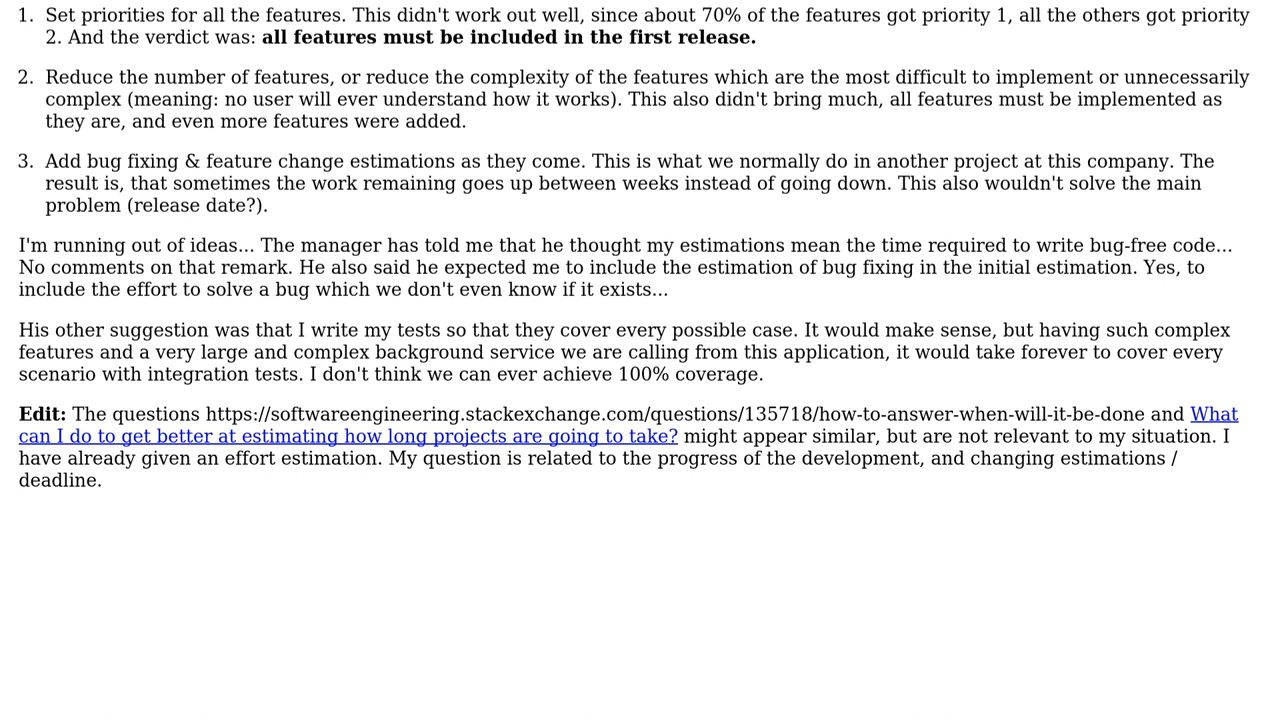 1. Set priorities for all the features. This didn't work out well, since about 70% of the features got priority 1, all the others got priority
2. And the verdict was: all features must be included in the first release.
2. Reduce the number of features, or reduce the complexity of the features which are the most difficult to implement or unnecessarily
complex (meaning: no user will ever understand how it works). This also didn't bring much, all features must be implemented as
they are, and even more features were added.
3. Add bug fixing & feature change estimations as they come. This is what we normally do in another project at this company. The
result is, that sometimes the work remaining goes up between weeks instead of going down. This also wouldn't solve the main
problem (release date?).
I'm running out of ideas... The manager has told me that he thought my estimations mean the time required to write bug-free code...
No comments on that remark. He also said he expected me to include the estimation of bug fixing in the initial estimation. Yes, to
include the effort to solve a bug which we don't even know if it exists...
His other suggestion was that I write my tests so that they cover every possible case. It would make sense, but having such complex
features and a very large and complex background service we are calling from this application, it would take forever to cover every
scenario with integration tests. I don't think we can ever achieve 100% coverage.
Edit: The questions https://softwareengineering.stackexchange.com/questions/135718/how-to-answer-when-will-it-be-done and What
can I do to get better at estimating how long projects are going to take? might appear similar, but are not relevant to my situation. I
have already given an effort estimation. My question is related to the progress of the development, and changing estimations /
deadline.